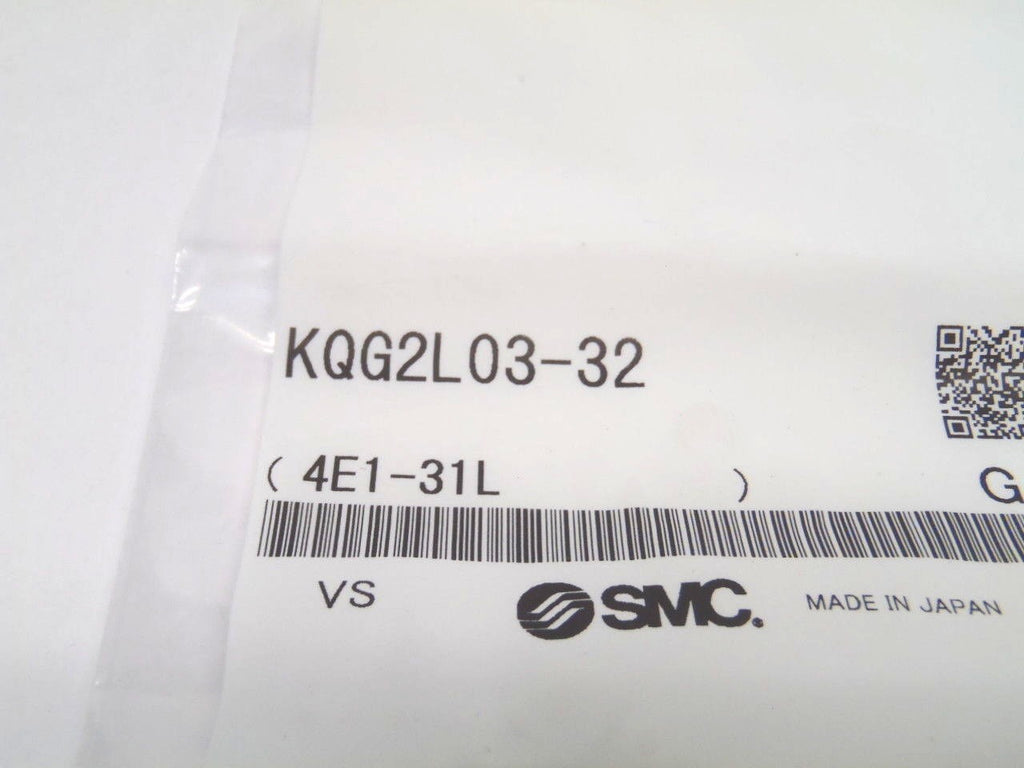 KQG2L03-32
( 4E1-31L )
G
VS SMC. MADE IN JAPAN